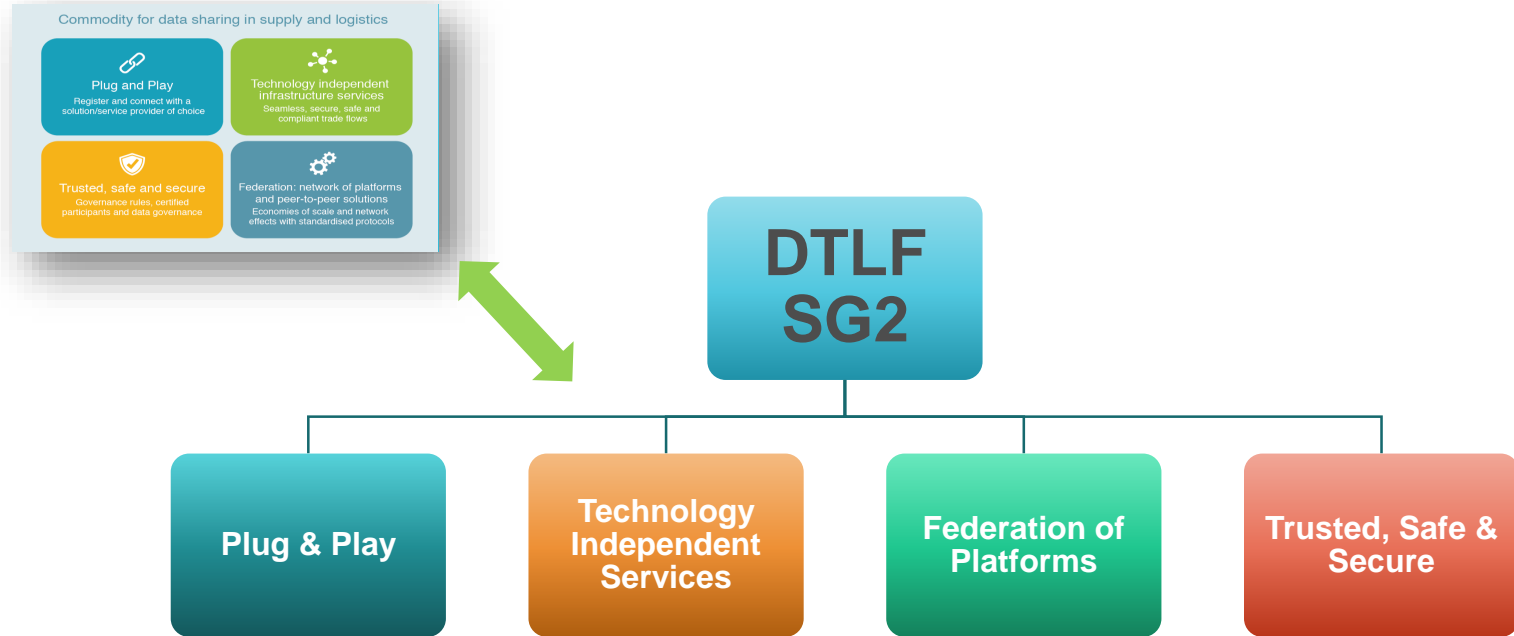 Commodity for data sharing in supply and logistics
Plug and Play
Register and connect with a
solution/service provider of choice
Technology independent
infrastructure services
Seamless, secure, safe and
compliant trade flows
Trusted, safe and secure
Governance rules, certified
participants and data governance
Federation: network of platforms
and peer-to-peer solutions
Economies of scale and network
effects with standardised protocols
DTLF
SG2
Plug & Play
Technology
Independent
Services
Federation of
Platforms
Trusted, Safe &
Secure